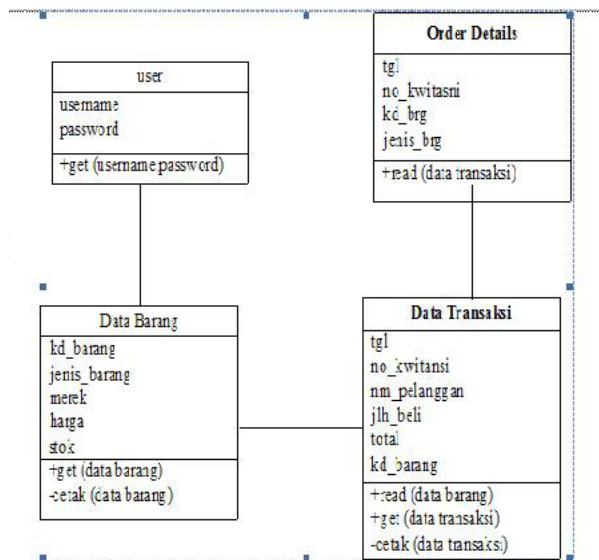 user
username
password
+get (username password)
Order Details
tgl
no_kwitasni
kd_brg
jenis_brg
+read (data transaksi)
Data Barang
kd_barang
jenis_barang
merek
harga
stok
+get (data barang)
-cetak (data barang)
Data Transaksi
tgl
no_kwitansi
nm_pelanggan
jlh_beli
total
kd_barang
+read (data barang)
+get (data transaksi)
-cetak (data transaksi)